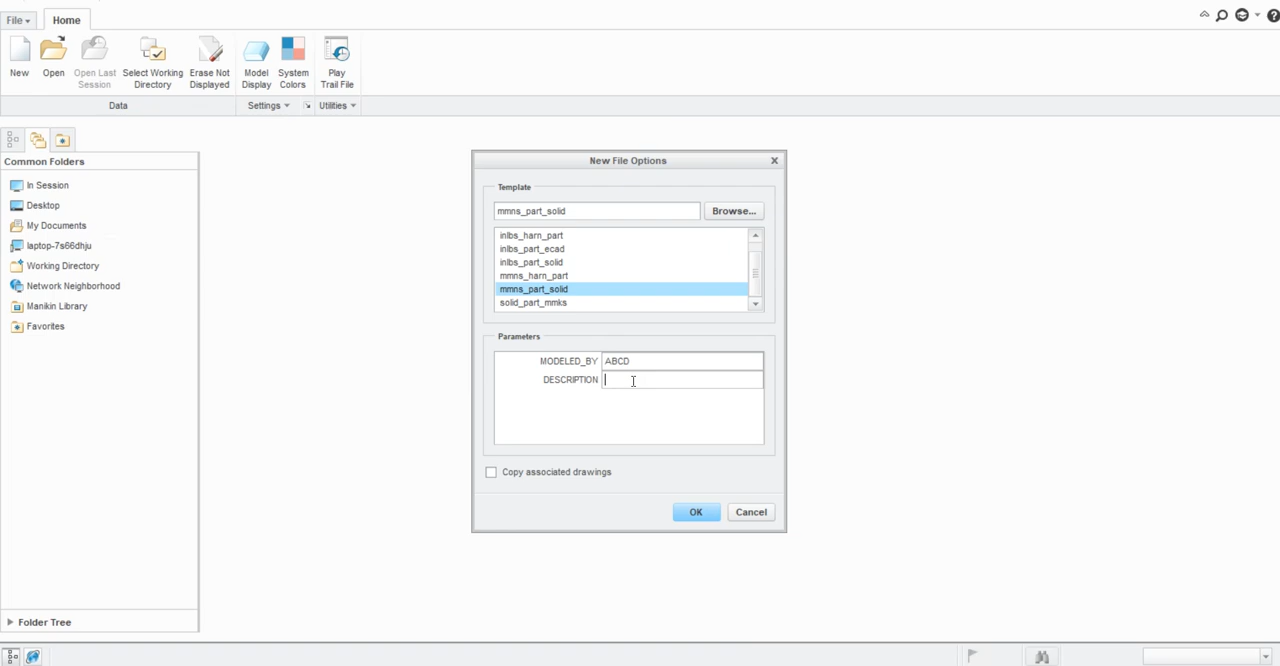 File
Home
New
Open
Open Last
Session
Select Working
Directory
Erase Not
Displayed
Model
Display
System
Colors
Play
Trail File
Data
Settings
Utilities
Common Folders
In Session
Desktop
My Documents
laptop-7s66dhju
Working Directory
Network Neighborhood
Manikin Library
Favorites
Folder Tree
New File Options
Template
mmns_part_solid
Browse...
inlbs_harn_part
inlbs_part_ecad
inlbs_part_solid
mmns_harn_part
mmns_part_solid
solid_part_mmks
Parameters
MODELED_BY ABCD
DESCRIPTION
Copy associated drawings
OK Cancel